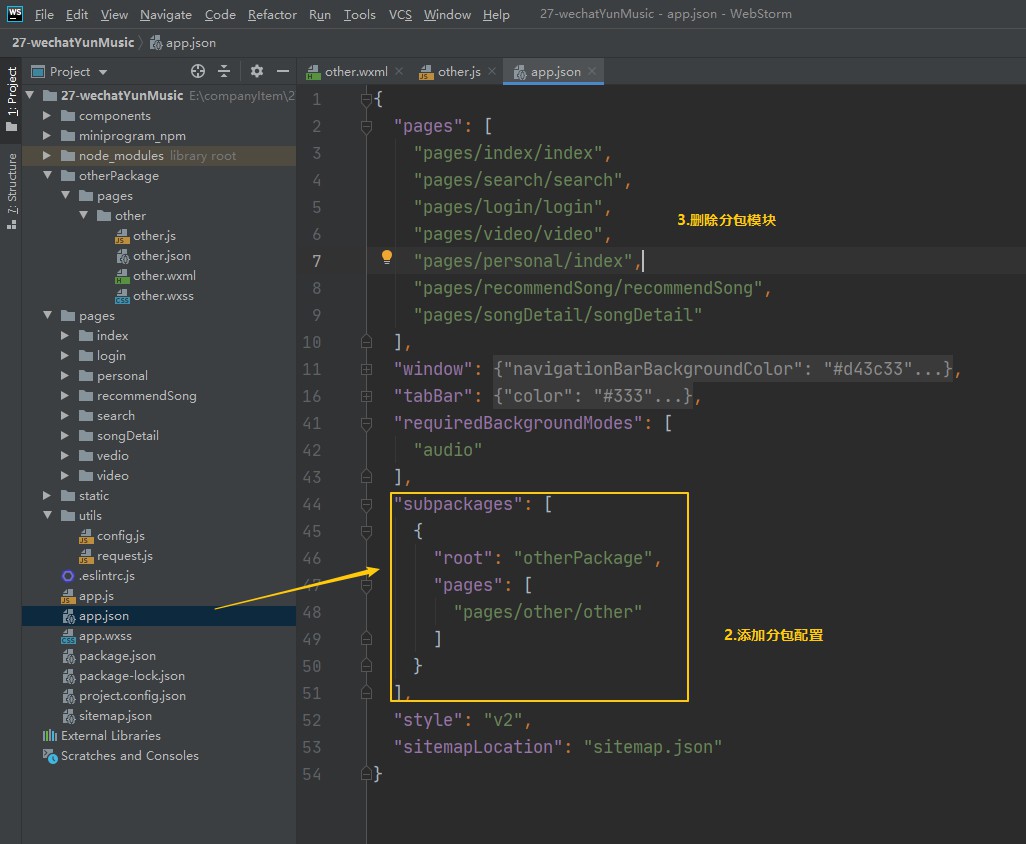 WS File Edit View Navigate Code Refactor Run Tools VCS Window Help 27-wechatYunMusic - app.json - WebStorm
27-wechatYunMusic app.json
1: Project
7: Structure
Project
other.wxml other.js app.json
27-wechatYunMusic E:\companyItem\2
components
miniprogram_npm
node_modules library root
otherPackage
pages
other
other.js
other.json
other.wxml
other.wxss
pages
index
login
personal
recommendSong
search
songDetail
vedio
video
static
utils
config.js
request.js
.eslintrc.js
app.js
app.json
app.wxss
package.json
package-lock.json
project.config.json
sitemap.json
External Libraries
Scratches and Consoles
1 {
2 "pages": [
3 "pages/index/index",
4 "pages/search/search",
5 "pages/login/login",
6 "pages/video/video",
7 "pages/personal/index",
8 "pages/recommendSong/recommendSong",
9 "pages/songDetail/songDetail"
10 ],
11 "window": {"navigationBarBackgroundColor": "#d43c33"...},
16 "tabBar": {"color": "#333"...},
41 "requiredBackgroundModes": [
42 "audio"
43 ],
44 "subpackages": [
45 {
46 "root": "otherPackage",
47 "pages": [
48 "pages/other/other"
49 ]
50 }
51 ],
52 "style": "v2",
53 "sitemapLocation": "sitemap.json"
54 }
3.删除分包模块
2.添加分包配置